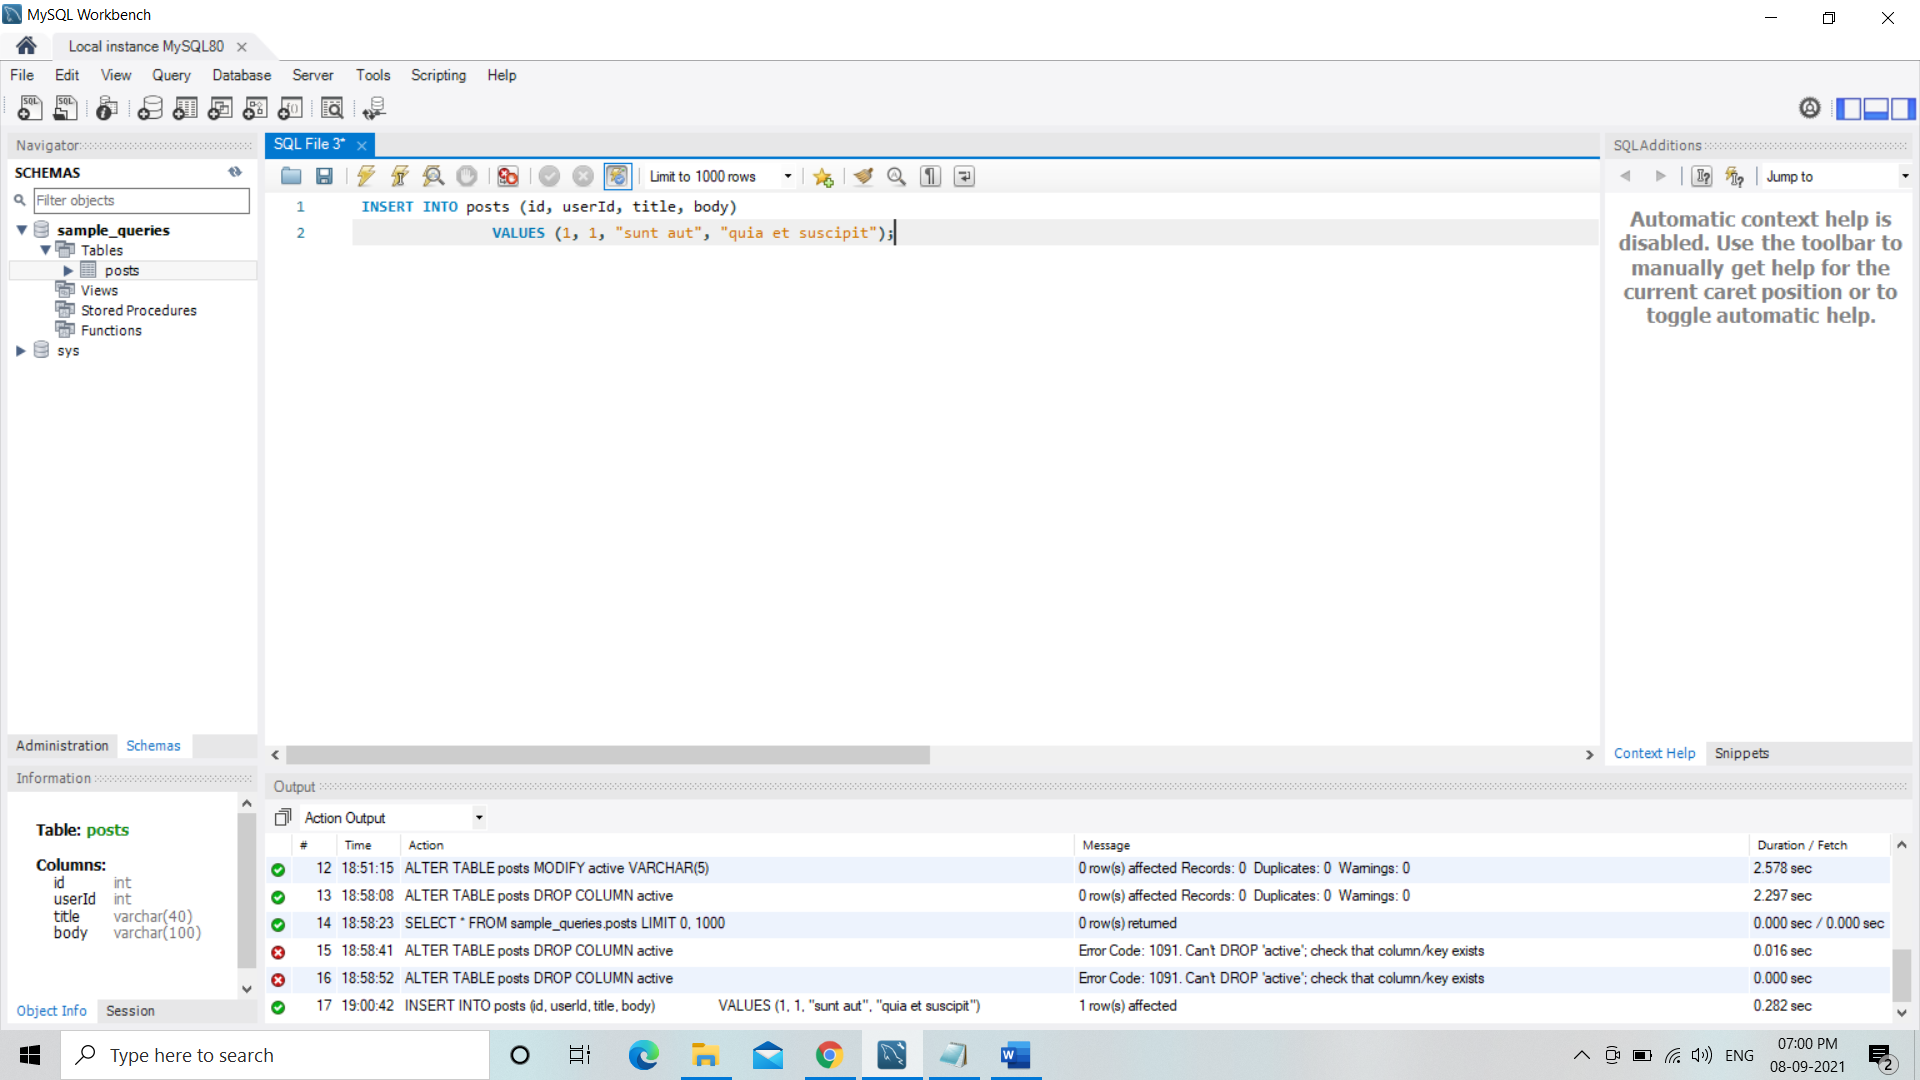 MySQL Workbench
Local instance MySQL80
File Edit View Query Database Server Tools Scripting Help
Navigator
SCHEMAS
Filter objects
sample_queries
Tables
posts
Views
Stored Procedures
Functions
sys
Administration Schemas
Information
Table: posts
Columns:
id int
userId int
title varchar(40)
body varchar(100)
Object Info Session
SQL File 3*
Limit to 1000 rows
1 INSERT INTO posts (id, userId, title, body)
2 VALUES (1, 1, "sunt aut", "quia et suscipit");
SQLAdditions
Jump to
Automatic context help is
disabled. Use the toolbar to
manually get help for the
current caret position or to
toggle automatic help.
Context Help Snippets
Output
Action Output
# Time Action Message Duration / Fetch
12 18:51:15 ALTER TABLE posts MODIFY active VARCHAR(5) 0 row(s) affected Records: 0 Duplicates: 0 Warnings: 0 2.578 sec
13 18:58:08 ALTER TABLE posts DROP COLUMN active 0 row(s) affected Records: 0 Duplicates: 0 Warnings: 0 2.297 sec
14 18:58:23 SELECT * FROM sample_queries.posts LIMIT 0, 1000 0 row(s) returned 0.000 sec / 0.000 sec
15 18:58:41 ALTER TABLE posts DROP COLUMN active Error Code: 1091. Can't DROP 'active'; check that column/key exists 0.016 sec
16 18:58:52 ALTER TABLE posts DROP COLUMN active Error Code: 1091. Can't DROP 'active'; check that column/key exists 0.000 sec
17 19:00:42 INSERT INTO posts (id, userId, title, body) VALUES (1, 1, "sunt aut", "quia et suscipit") 1 row(s) affected 0.282 sec
Type here to search
ENG
07:00 PM
08-09-2021
2